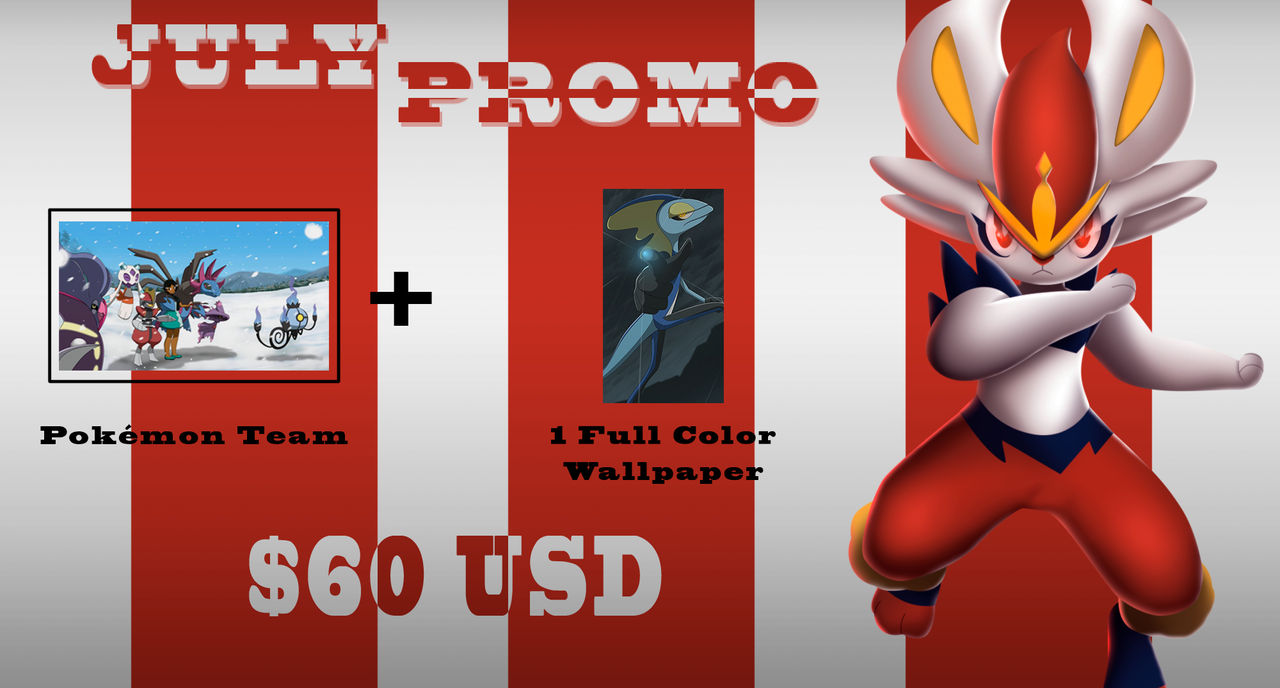 JULY
PROMO
Pokémon Team
+
1 Full Color
Wallpaper
$60 USD